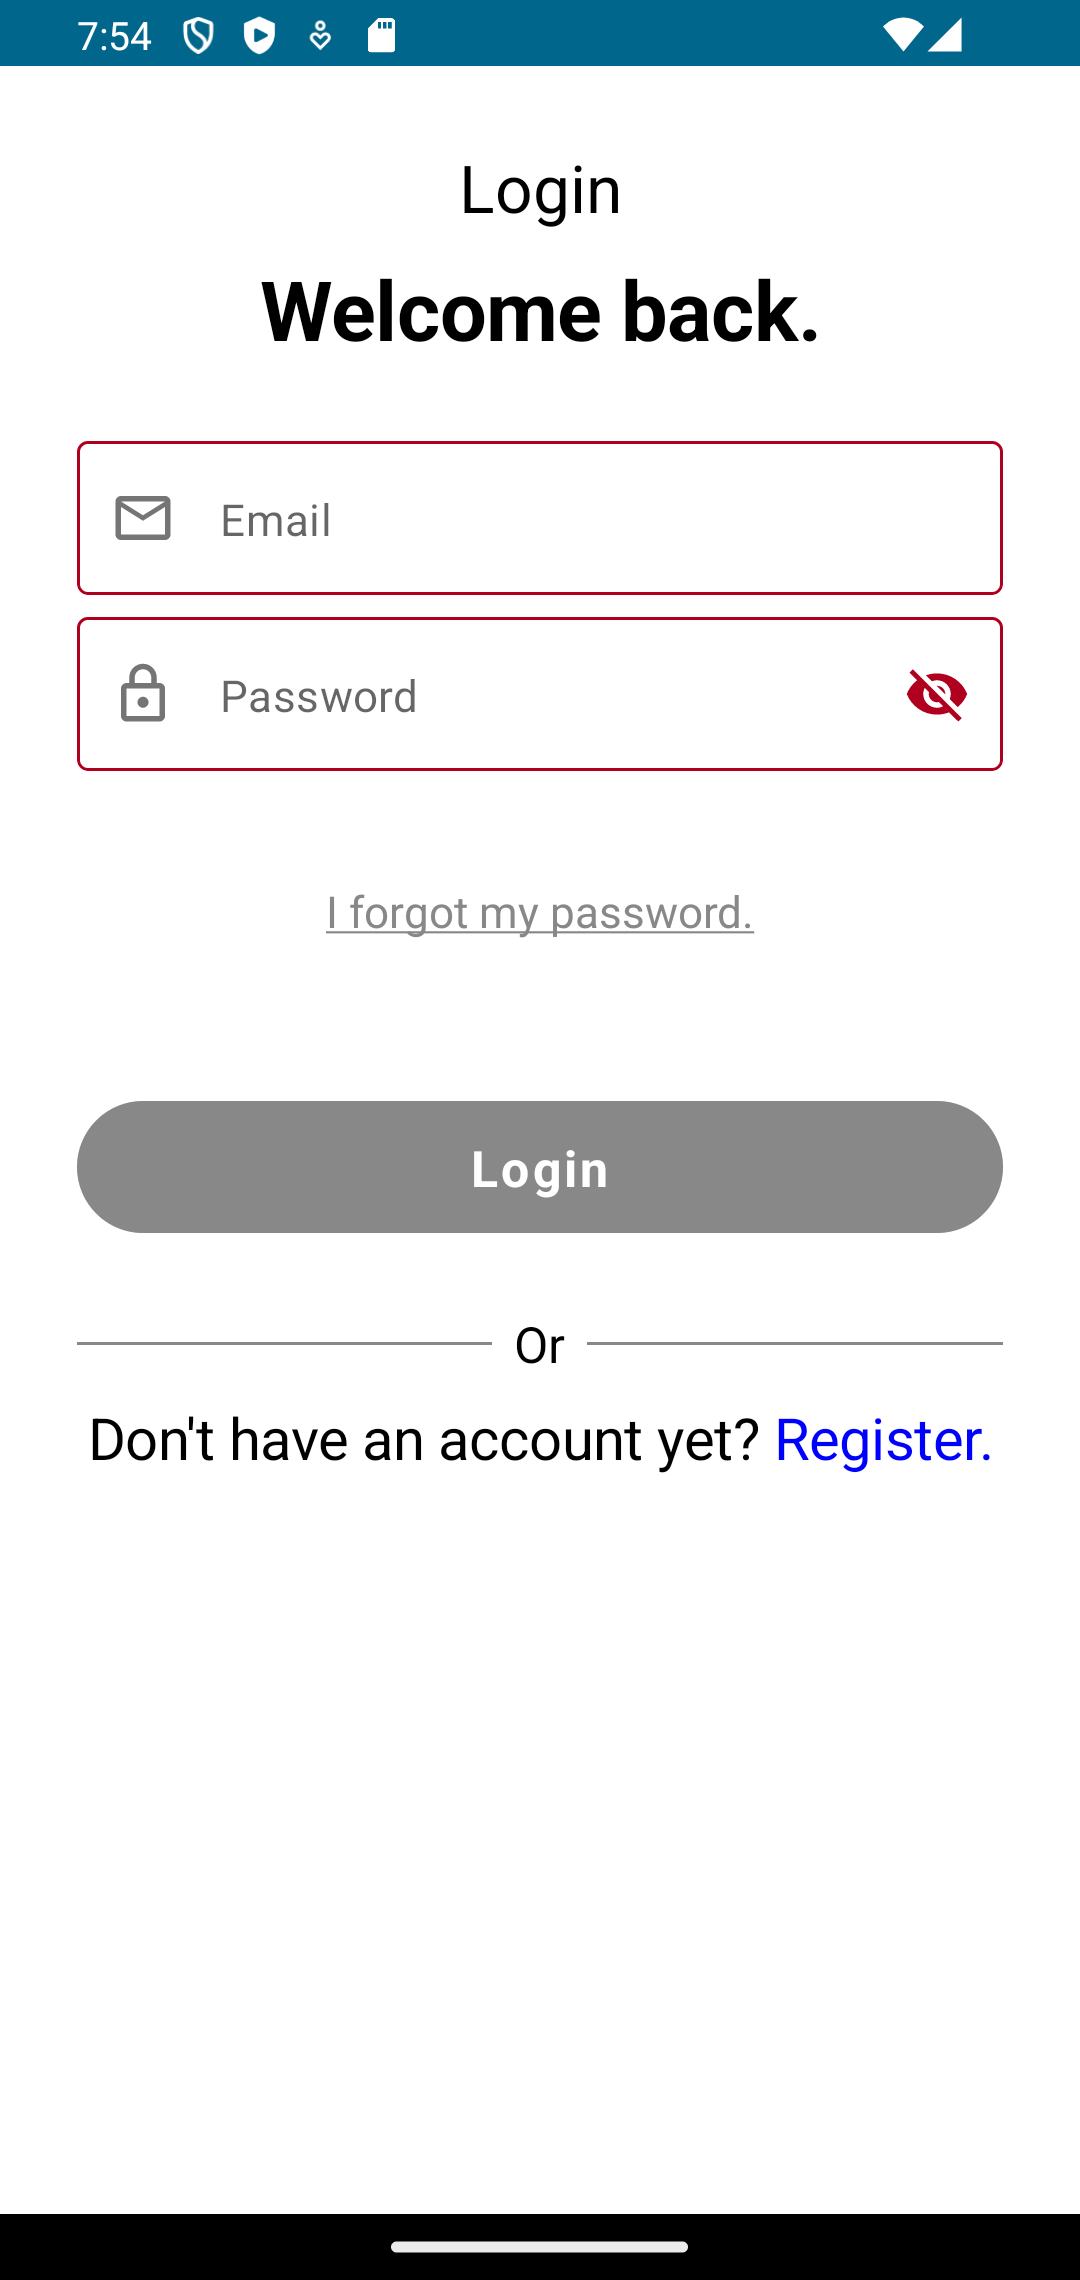 7:54
Login
Welcome back.
Email
Password
I forgot my password.
Login
Or
Don't have an account yet? Register.